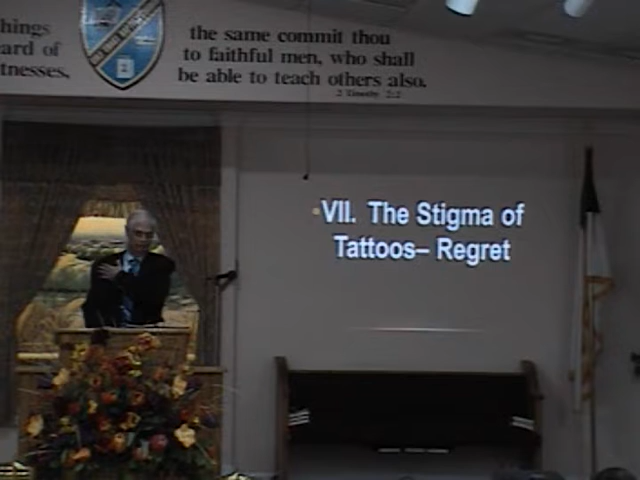 hings
ard of
tnesses,
the same commit thou
to faithful men, who shall
be able to teach others also.
2 Timothy 2:2
VII. The Stigma of
Tattoos– Regret